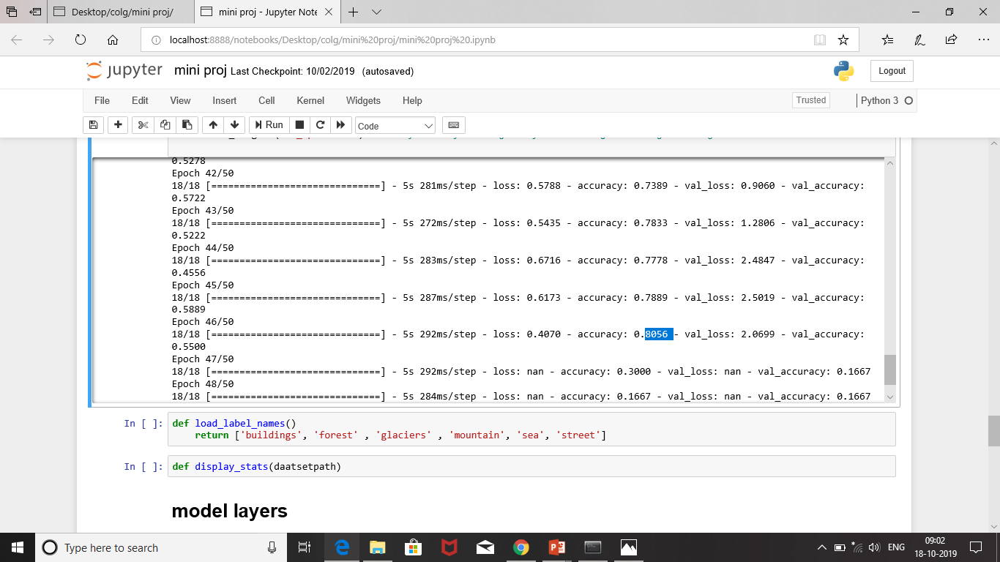 Desktop/colg/mini proj/
mini proj - Jupyter Note
localhost:8888/notebooks/Desktop/colg/mini%20proj/mini%20proj%20.ipynb
jupyter mini proj Last Checkpoint: 10/02/2019 (autosaved)
Logout
File Edit View Insert Cell Kernel Widgets Help
Trusted
Python 3
Run
Code
0.5278
Epoch 42/50
18/18 [==============================] - 5s 281ms/step - loss: 0.5788 - accuracy: 0.7389 - val_loss: 0.9060 - val_accuracy:
0.5722
Epoch 43/50
18/18 [==============================] - 5s 272ms/step - loss: 0.5435 - accuracy: 0.7833 - val_loss: 1.2806 - val_accuracy:
0.5222
Epoch 44/50
18/18 [==============================] - 5s 283ms/step - loss: 0.6716 - accuracy: 0.7778 - val_loss: 2.4847 - val_accuracy:
0.4556
Epoch 45/50
18/18 [==============================] - 5s 287ms/step - loss: 0.6173 - accuracy: 0.7889 - val_loss: 2.5019 - val_accuracy:
0.5889
Epoch 46/50
18/18 [==============================] - 5s 292ms/step - loss: 0.4070 - accuracy: 0.8056 - val_loss: 2.0699 - val_accuracy:
0.5500
Epoch 47/50
18/18 [==============================] - 5s 292ms/step - loss: nan - accuracy: 0.3000 - val_loss: nan - val_accuracy: 0.1667
Epoch 48/50
18/18 [==============================] - 5s 284ms/step - loss: nan - accuracy: 0.1667 - val_loss: nan - val_accuracy: 0.1667
In [ ]: def load_label_names()
return ['buildings', 'forest' , 'glaciers' , 'mountain', 'sea', 'street']
In [ ]: def display_stats(daatsetpath)
model layers
Type here to search
ENG
09:02
18-10-2019